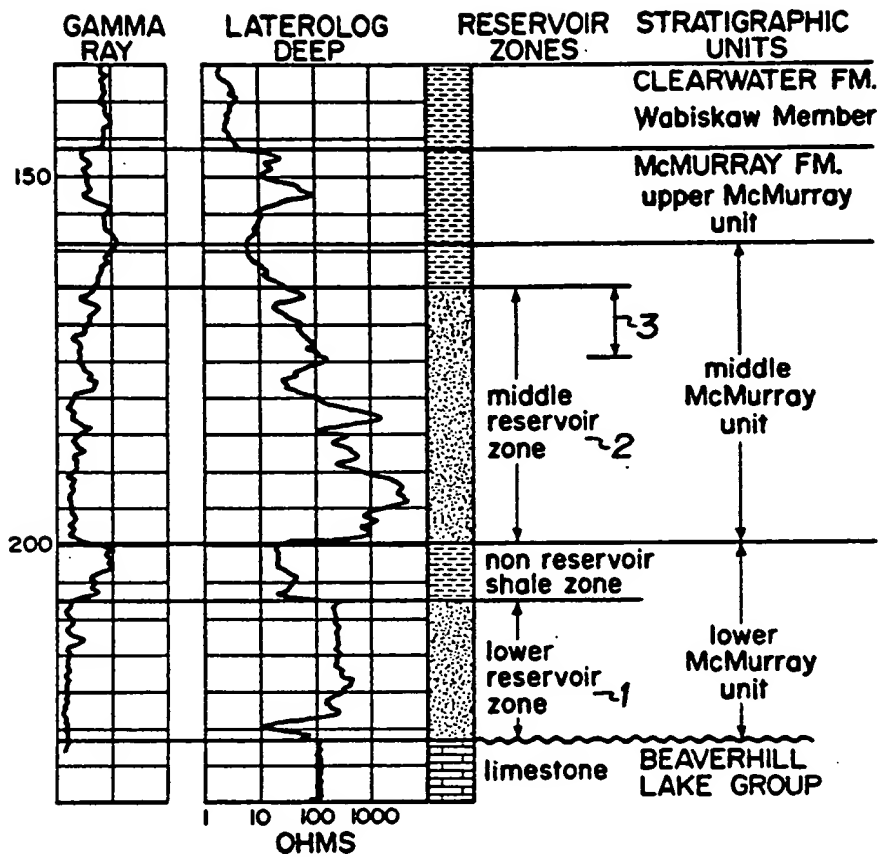 GAMMA RAY
LATEROLOG DEEP
RESERVOIR ZONES
STRATIGRAPHIC UNITS
CLEARWATER FM.
Wabiskaw Member
150
McMURRAY FM.
upper McMurray
unit
3
middle
reservoir
zone
2
middle
McMurray
unit
200
non reservoir
shale zone
lower
reservoir
zone
1
lower
McMurray
unit
limestone
BEAVERHILL
LAKE GROUP
1 10 100 1000
OHMS